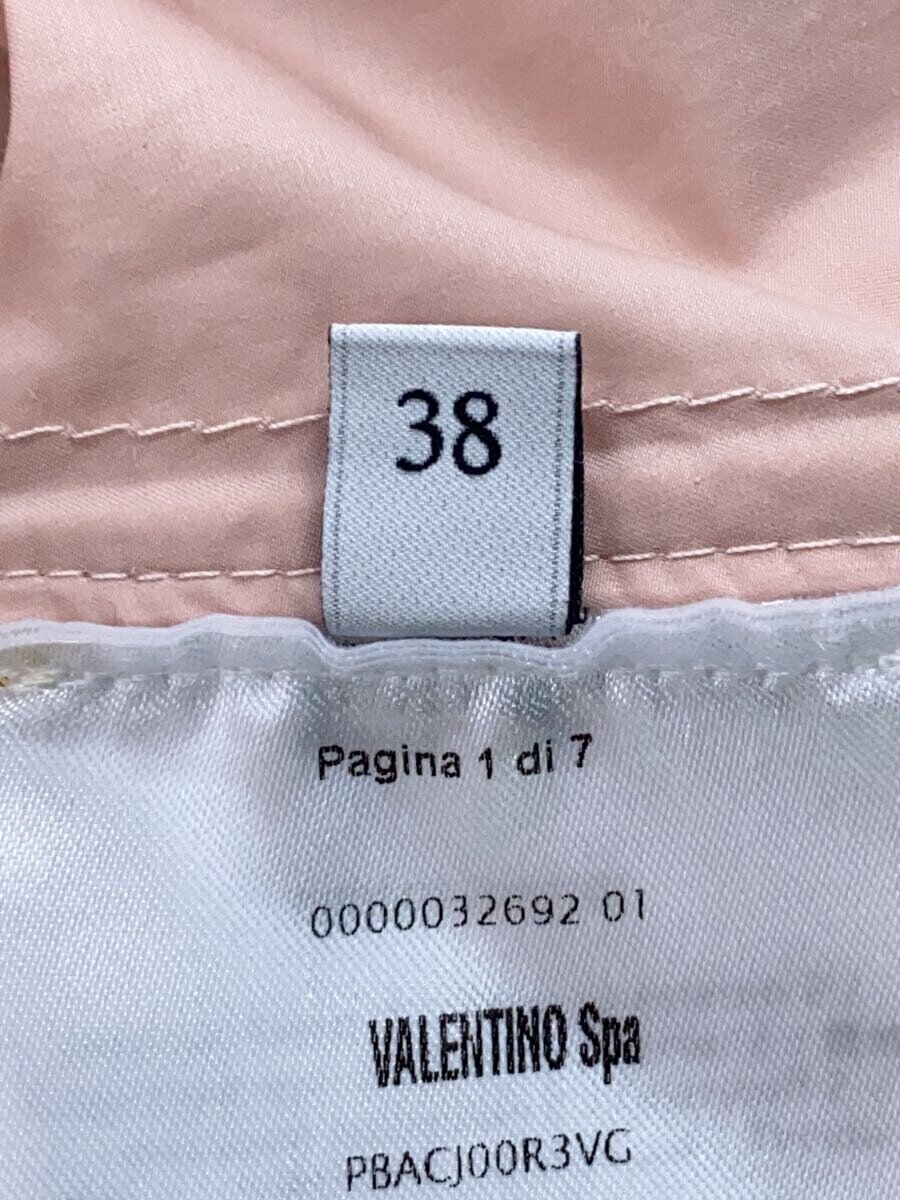 38
Pagina 1 di 7
0000032692 01
VALENTINO Spa
PBACJ00R3VG